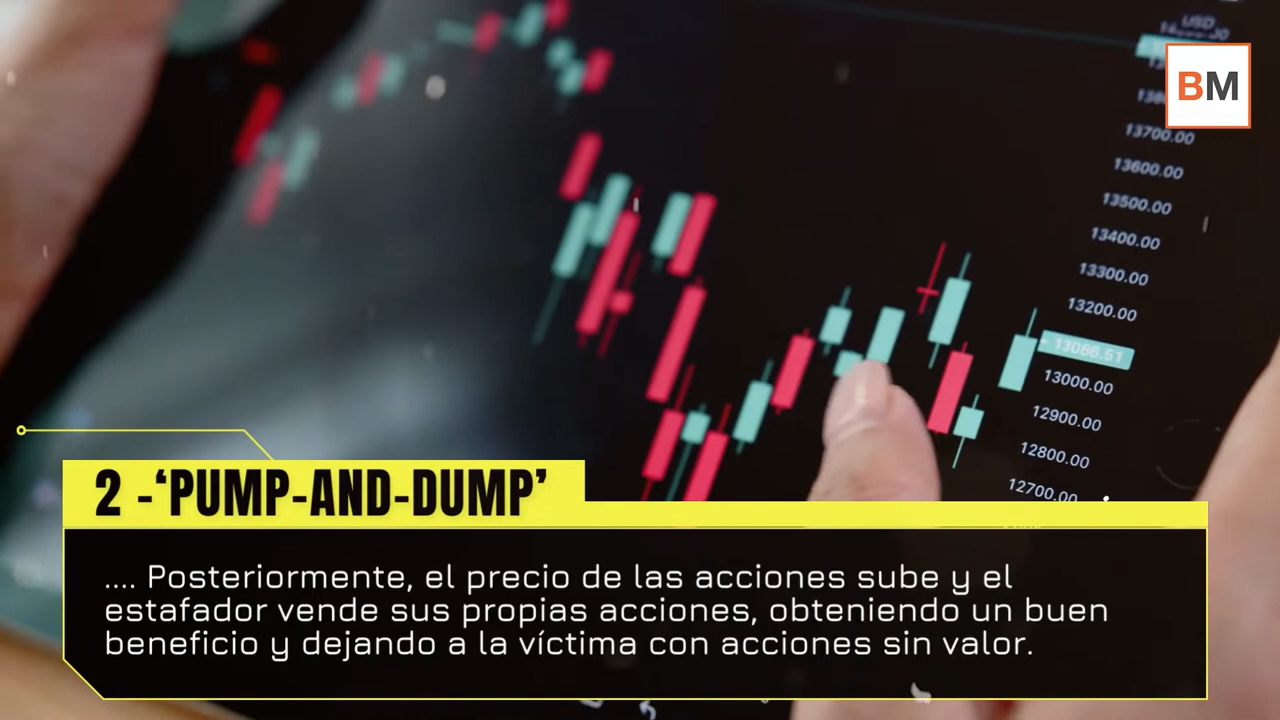 USD
BM
13700.00
13600.00
13500.00
13400.00
13300.00
13200.00
13086.51
13000.00
12900.00
12800.00
12700.00
2 -‘PUMP-AND-DUMP’
.... Posteriormente, el precio de las acciones sube y el
estafador vende sus propias acciones, obteniendo un buen
beneficio y dejando a la víctima con acciones sin valor.